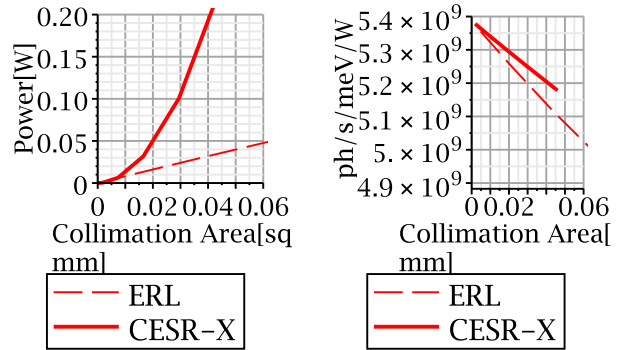 Power[W]
0.20
0.15
0.10
0.05
0
0 0.02 0.04 0.06
Collimation Area[sq
mm]
ERL
CESR-X
ph/s/meV/W
5.4 × 10^9
5.3 × 10^9
5.2 × 10^9
5.1 × 10^9
5. × 10^9
4.9 × 10^9
0 0.02 0.06
Collimation Area[
mm]
ERL
CESR-X